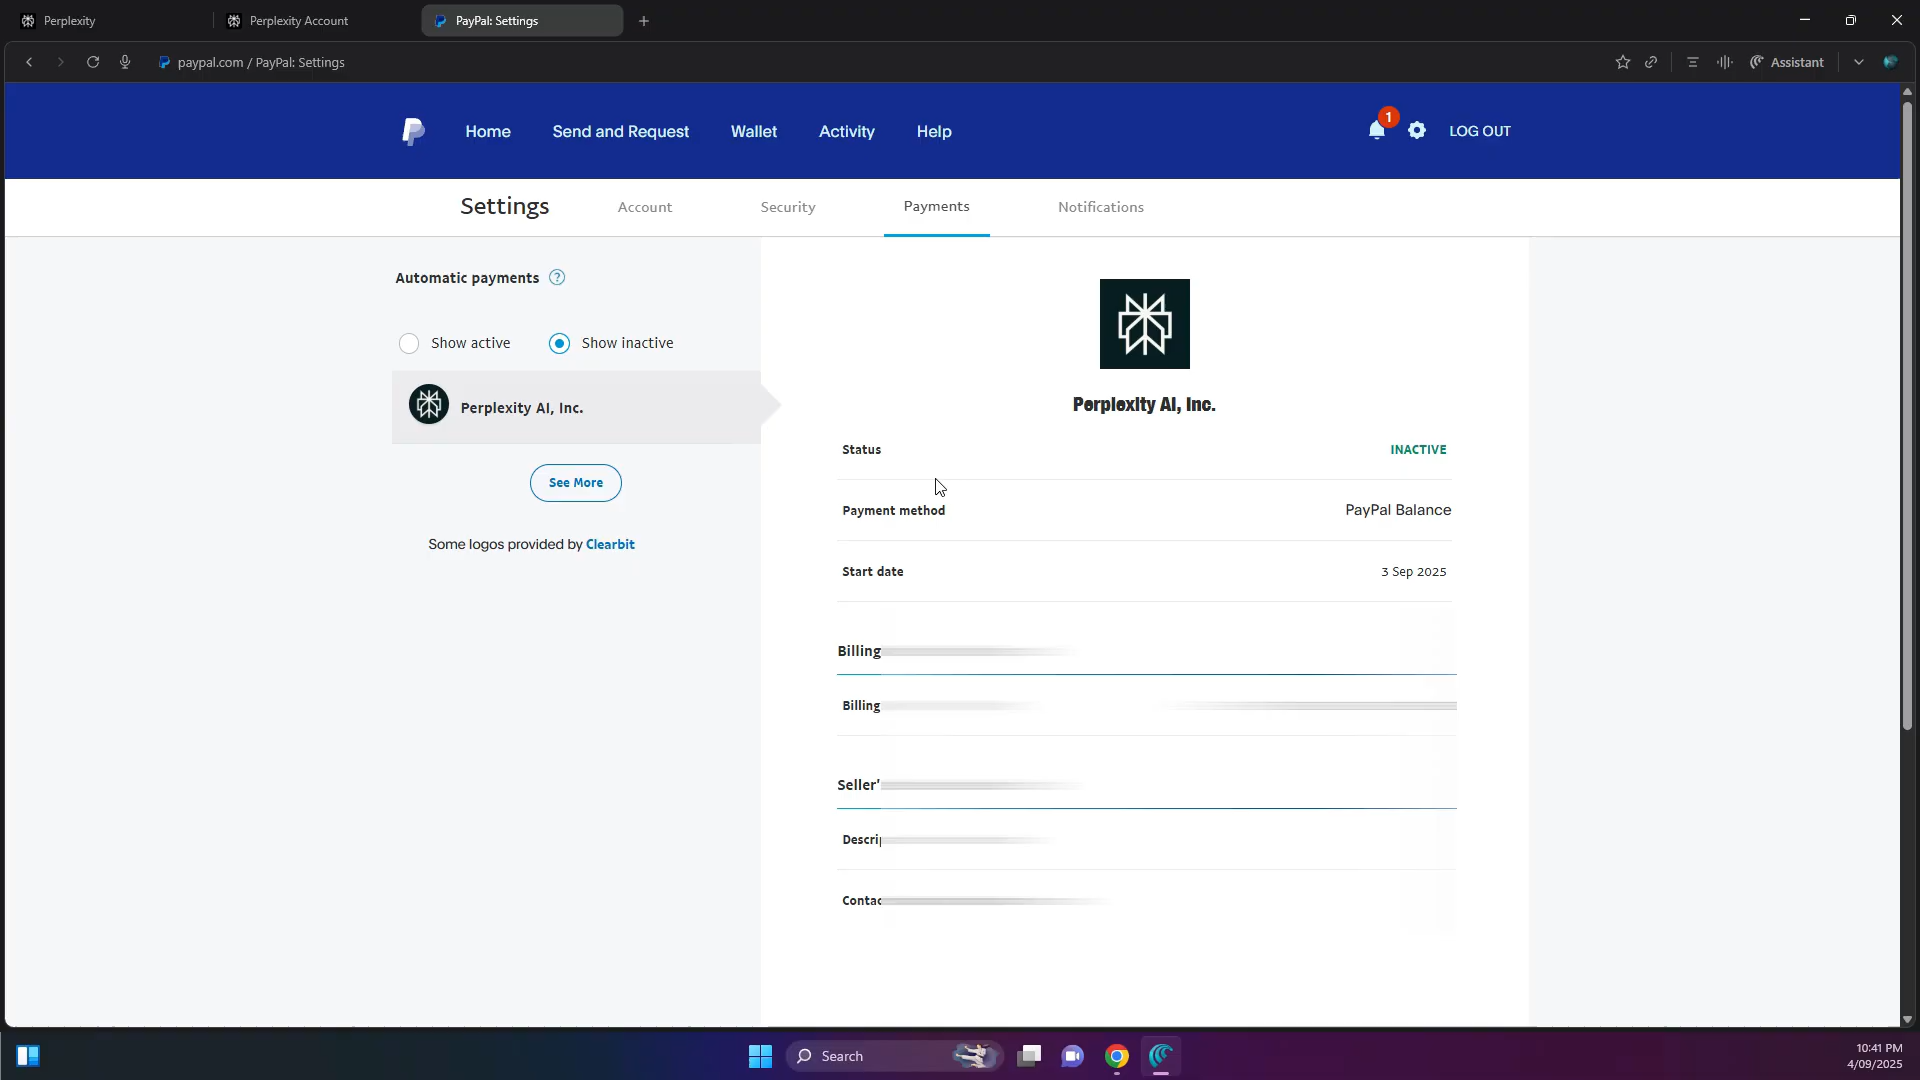 Perplexity
Perplexity Account
PayPal: Settings
paypal.com / PayPal: Settings
Assistant
Home
Send and Request
Wallet
Activity
Help
1
LOG OUT
Settings
Account
Security
Payments
Notifications
Automatic payments ?
Show active
Show inactive
Perplexity AI, Inc.
See More
Some logos provided by Clearbit
Perplexity AI, Inc.
Status
INACTIVE
Payment method
PayPal Balance
Start date
3 Sep 2025
Billing
Billing
Seller'
Search
10:41 PM
4/09/2025